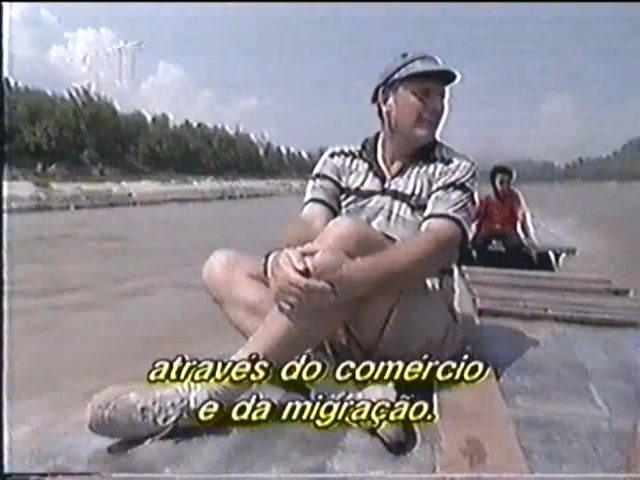 através do comércio
e da migração.